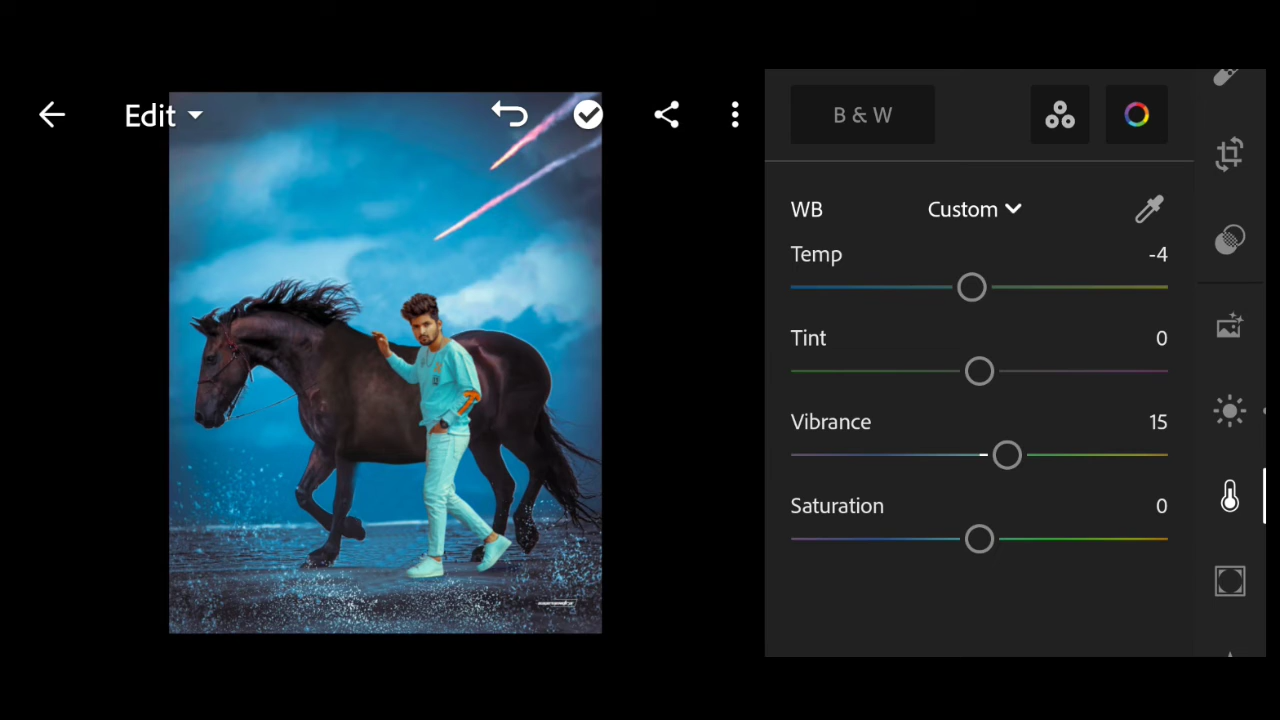 Edit
B & W
WB Custom
Temp -4
Tint 0
Vibrance 15
Saturation 0